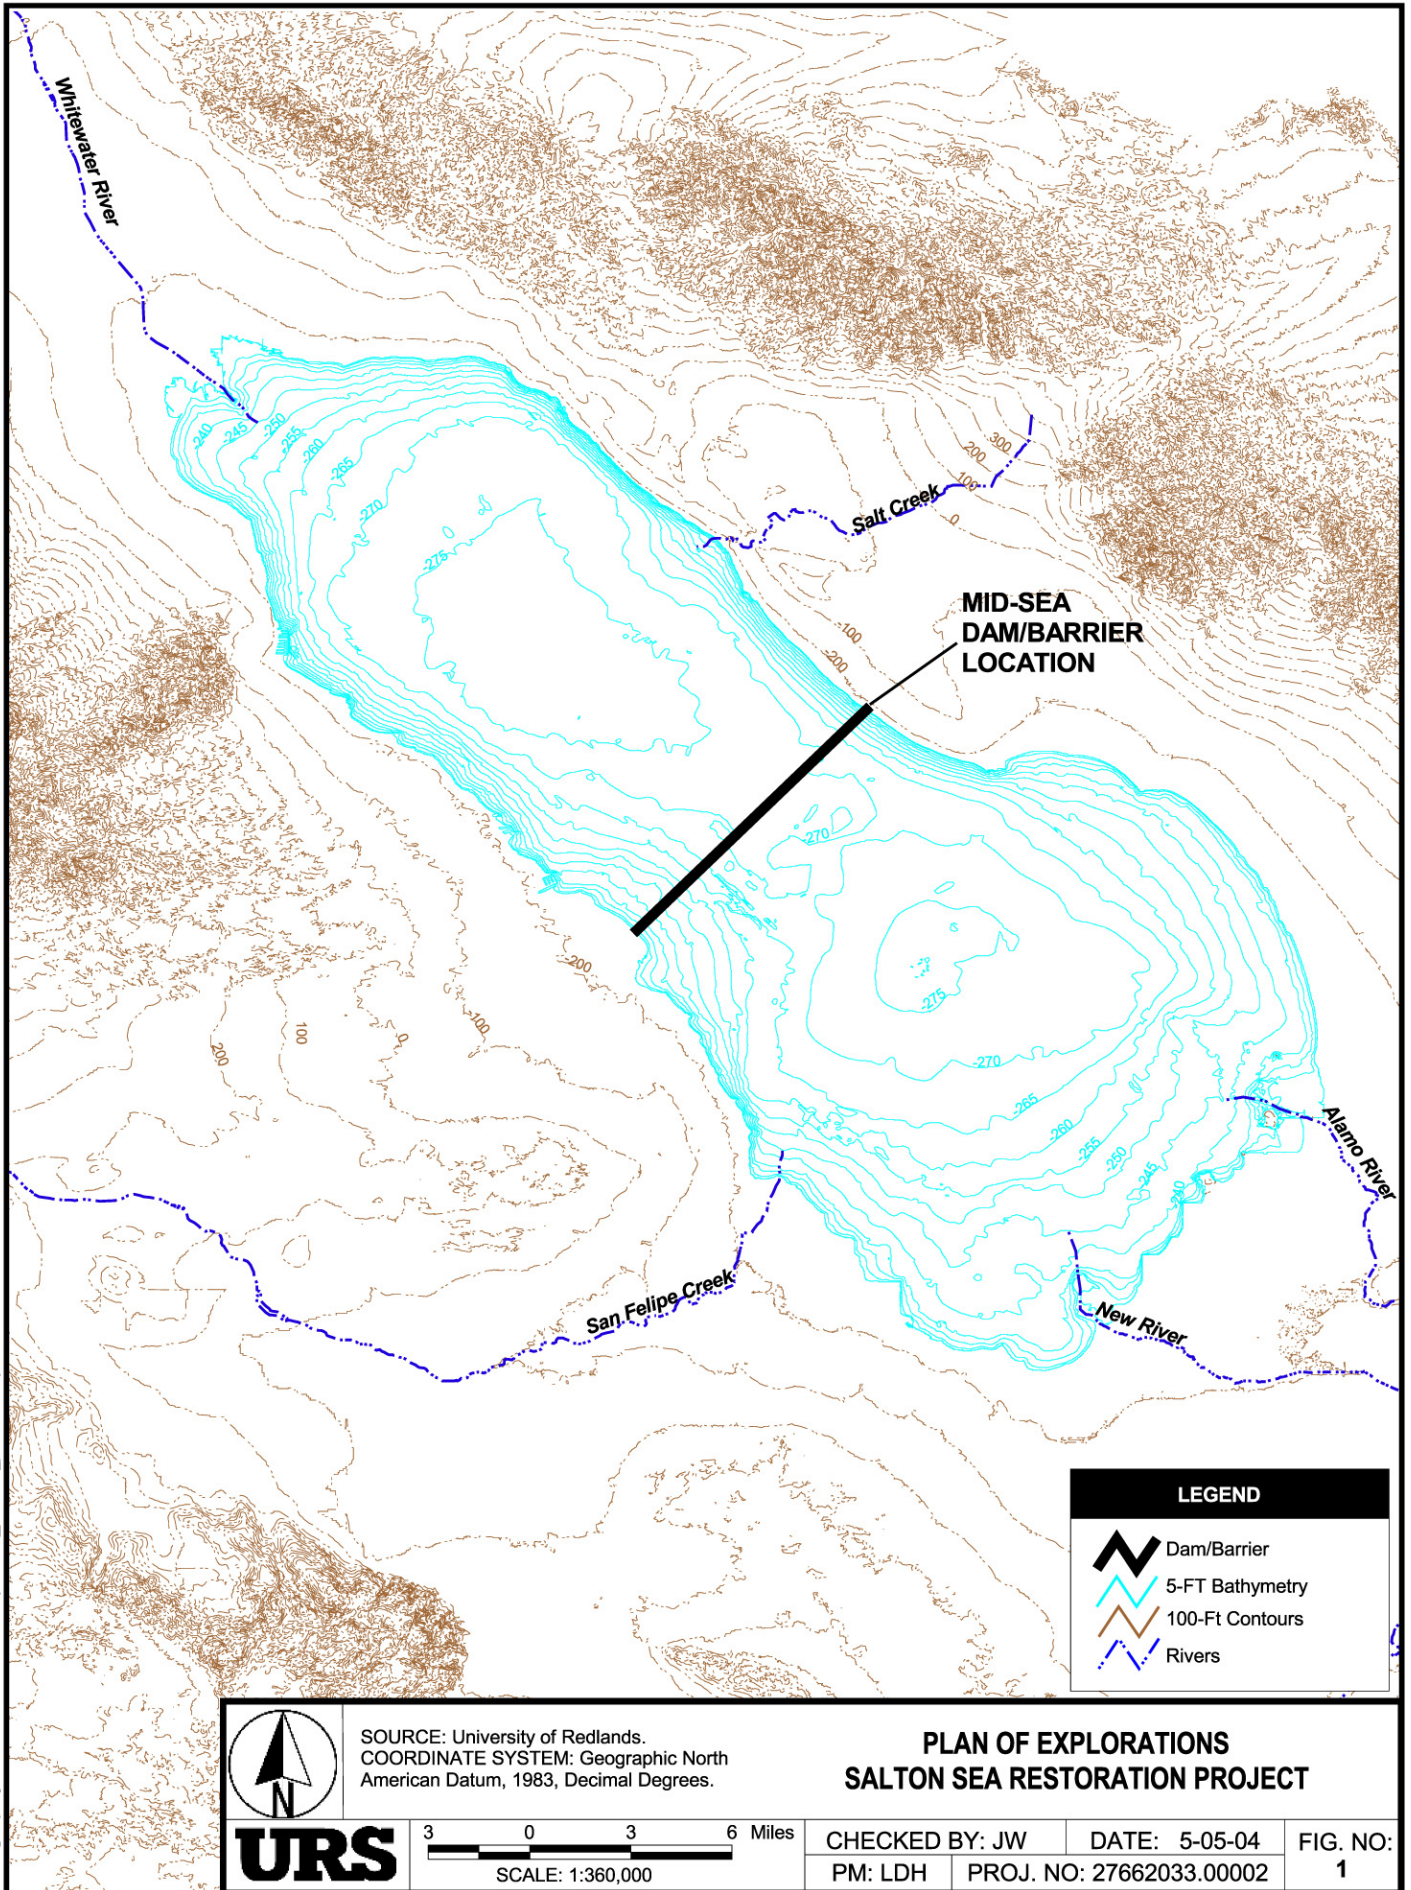 Whitewater River
-240
-245
-250
-255
-260
-265
-270
-275
300
200
100
0
Salt Creek
MID-SEA
DAM/BARRIER
LOCATION
-100
-200
-270
-200
-275
-100
0
100
200
-270
-265
-260
-255
-250
-245
-240
Alamo River
San Felipe Creek
New River
LEGEND
Dam/Barrier
5-FT Bathymetry
100-Ft Contours
Rivers
N
SOURCE: University of Redlands.
COORDINATE SYSTEM: Geographic North
American Datum, 1983, Decimal Degrees.
PLAN OF EXPLORATIONS
SALTON SEA RESTORATION PROJECT
URS
3 0 3 6 Miles
SCALE: 1:360,000
CHECKED BY: JW
DATE: 5-05-04
FIG. NO:
1
PM: LDH
PROJ. NO: 27662033.00002